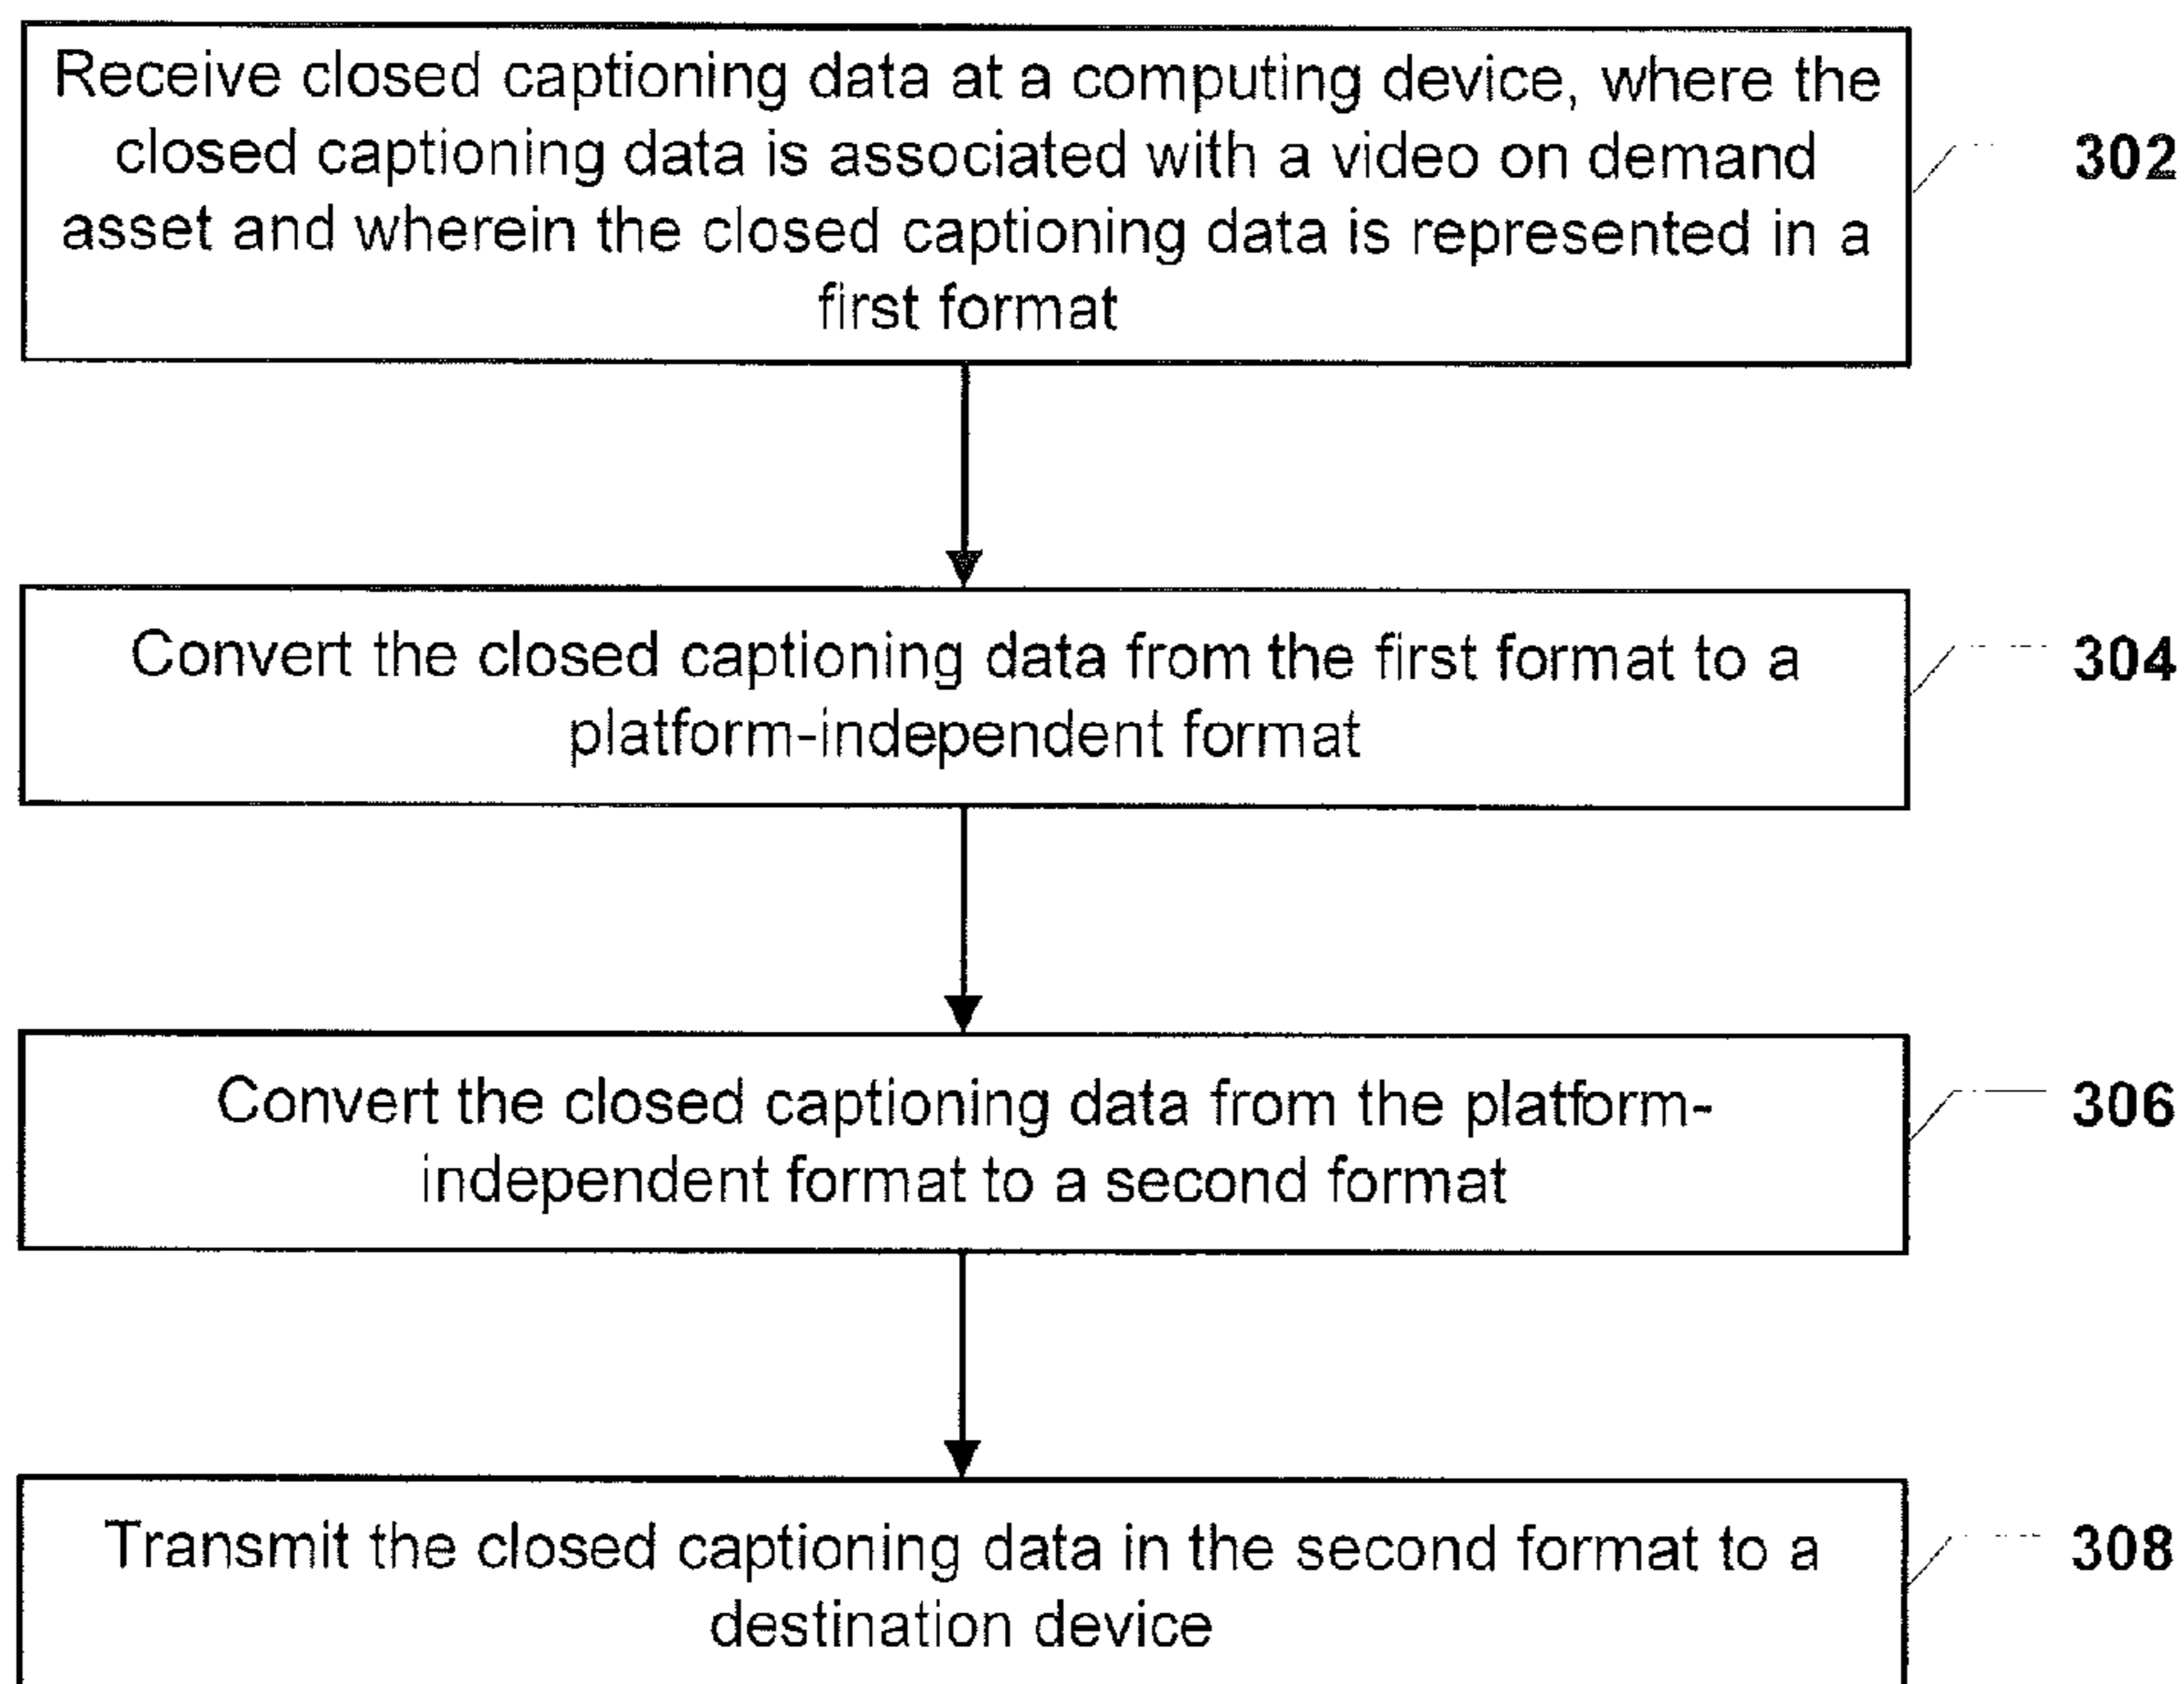 Receive closed captioning data at a computing device, where the
closed captioning data is associated with a video on demand
asset and wherein the closed captioning data is represented in a
first format
302
Convert the closed captioning data from the first format to a
platform-independent format
304
Convert the closed captioning data from the platform-
independent format to a second format
306
Transmit the closed captioning data in the second format to a
destination device
308